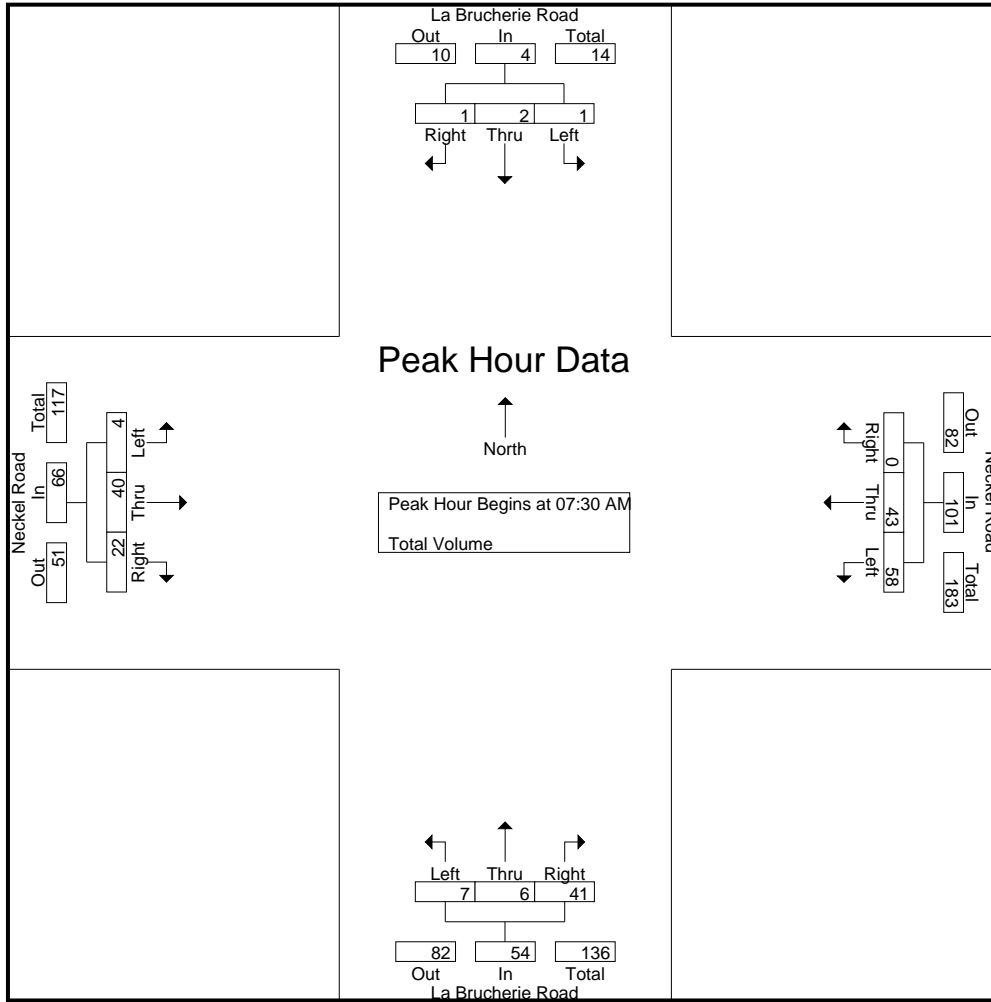 La Brucherie Road
Out In Total
10 4 14
1 2 1
Right Thru Left
Peak Hour Data
North
Peak Hour Begins at 07:30 AM
Total Volume
Neckel Road
Total In Out
117 66 51
4 40 22
Left Thru Right
Neckel Road
Out In Total
82 101 183
0 43 58
Right Thru Left
Left Thru Right
7 6 41
82 54 136
Out In Total
La Brucherie Road